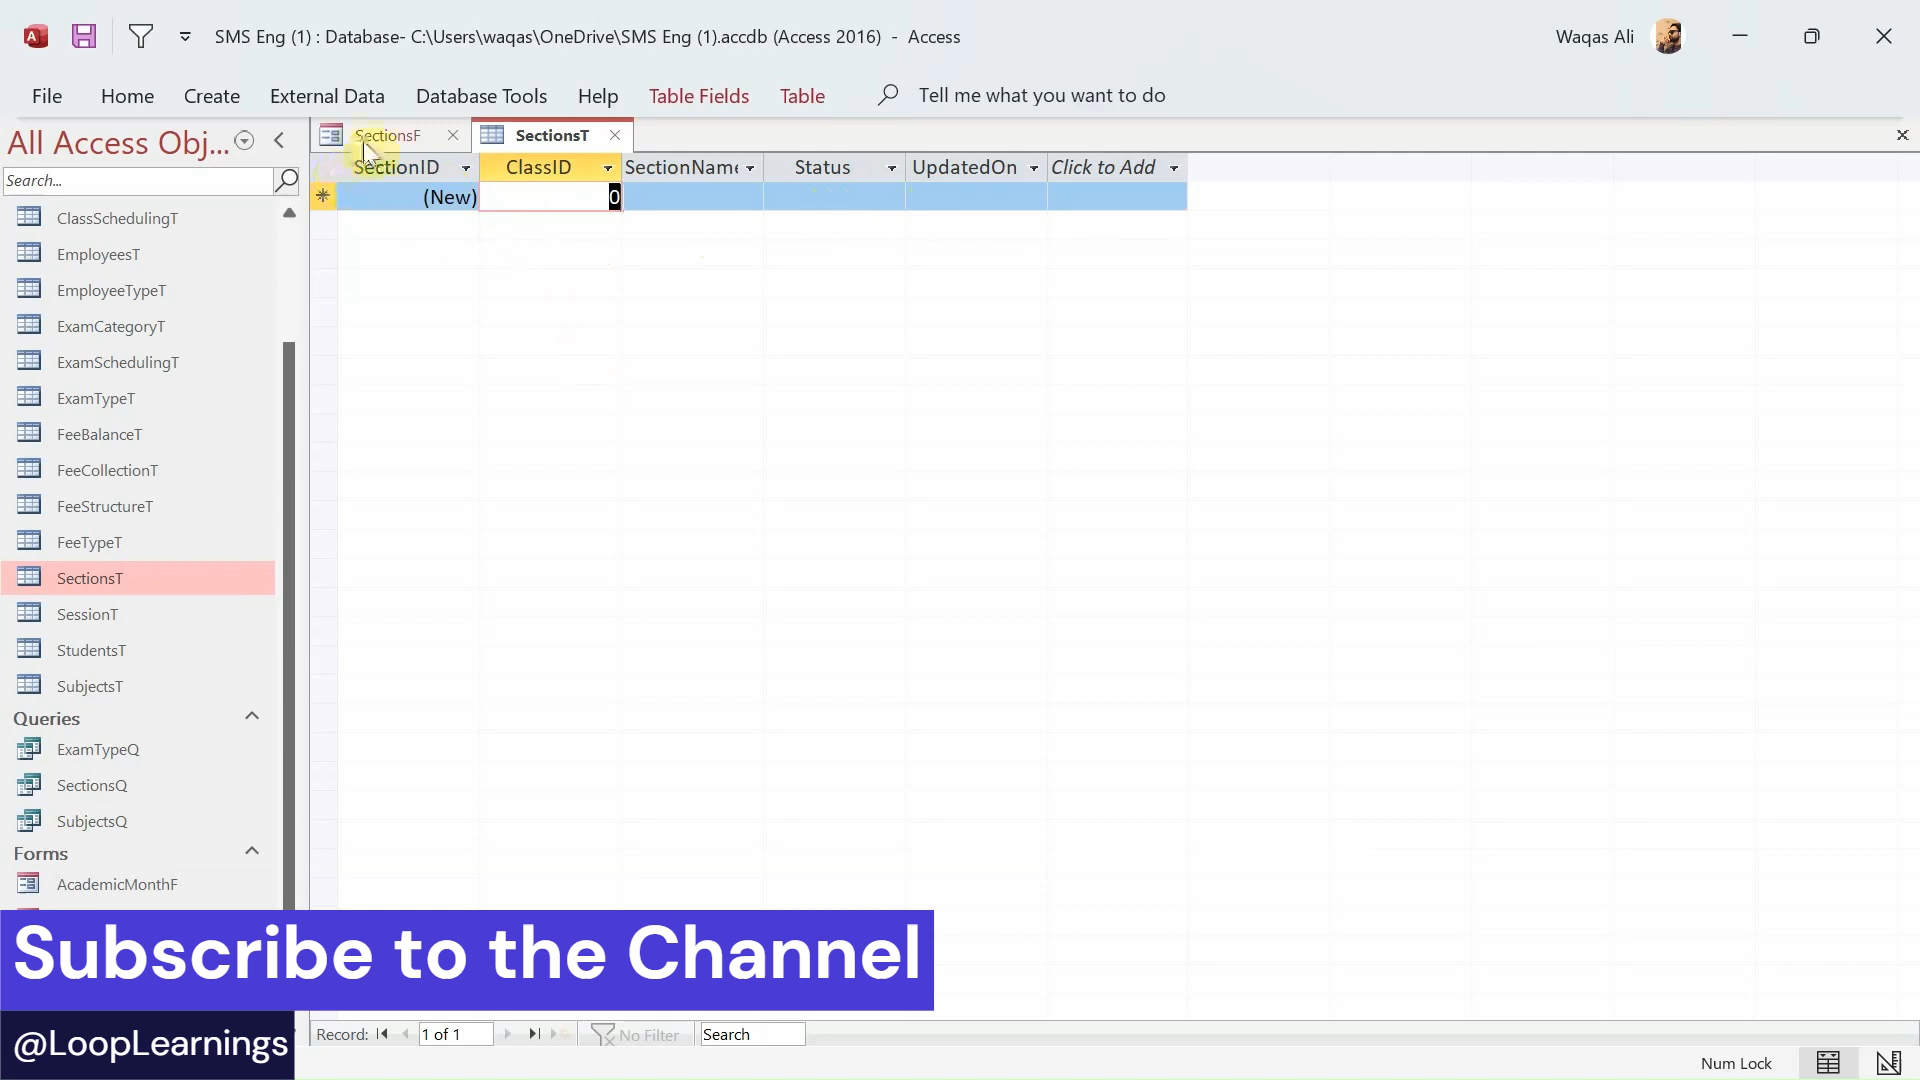 SMS Eng (1) : Database- C:\Users\waqas\OneDrive\SMS Eng (1).accdb (Access 2016) - Access
Waqas Ali
File Home Create External Data Database Tools Help Table Fields Table Tell me what you want to do
All Access Obj...
Search...
ClassSchedulingT
EmployeesT
EmployeeTypeT
ExamCategoryT
ExamSchedulingT
ExamTypeT
FeeBalanceT
FeeCollectionT
FeeStructureT
FeeTypeT
SectionsT
SessionT
StudentsT
SubjectsT
Queries
ExamTypeQ
SectionsQ
SubjectsQ
Forms
AcademicMonthF
SectionsF SectionsT
SectionID ClassID SectionName Status UpdatedOn Click to Add
(New) 0
Subscribe to the Channel
@LoopLearnings
Record: 1 of 1 No Filter Search
Num Lock